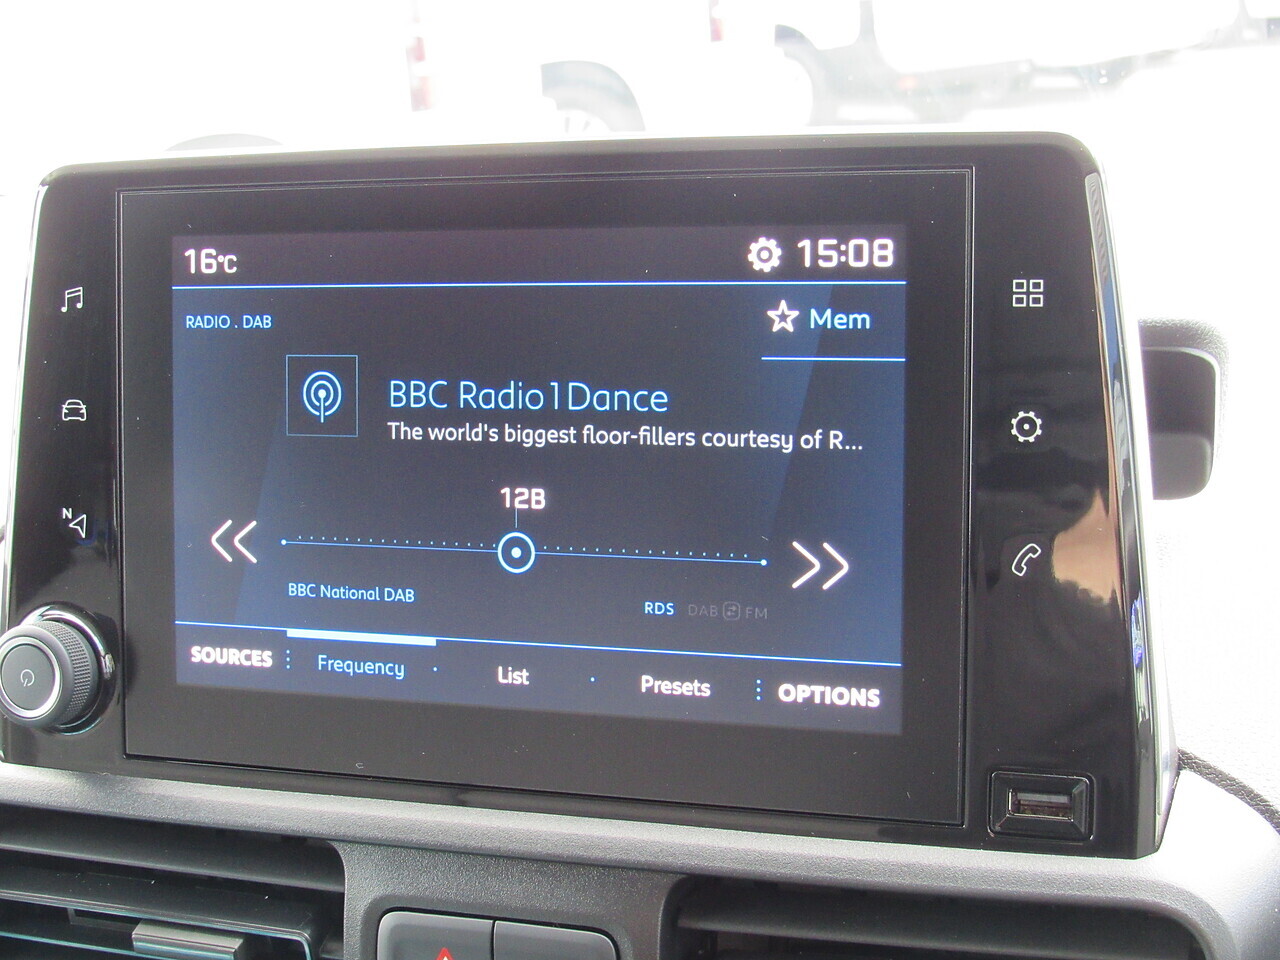 16°C
15:08
RADIO . DAB
Mem
BBC Radio 1 Dance
The world's biggest floor-fillers courtesy of R...
12B
BBC National DAB
RDS DAB FM
SOURCES Frequency List Presets OPTIONS
N